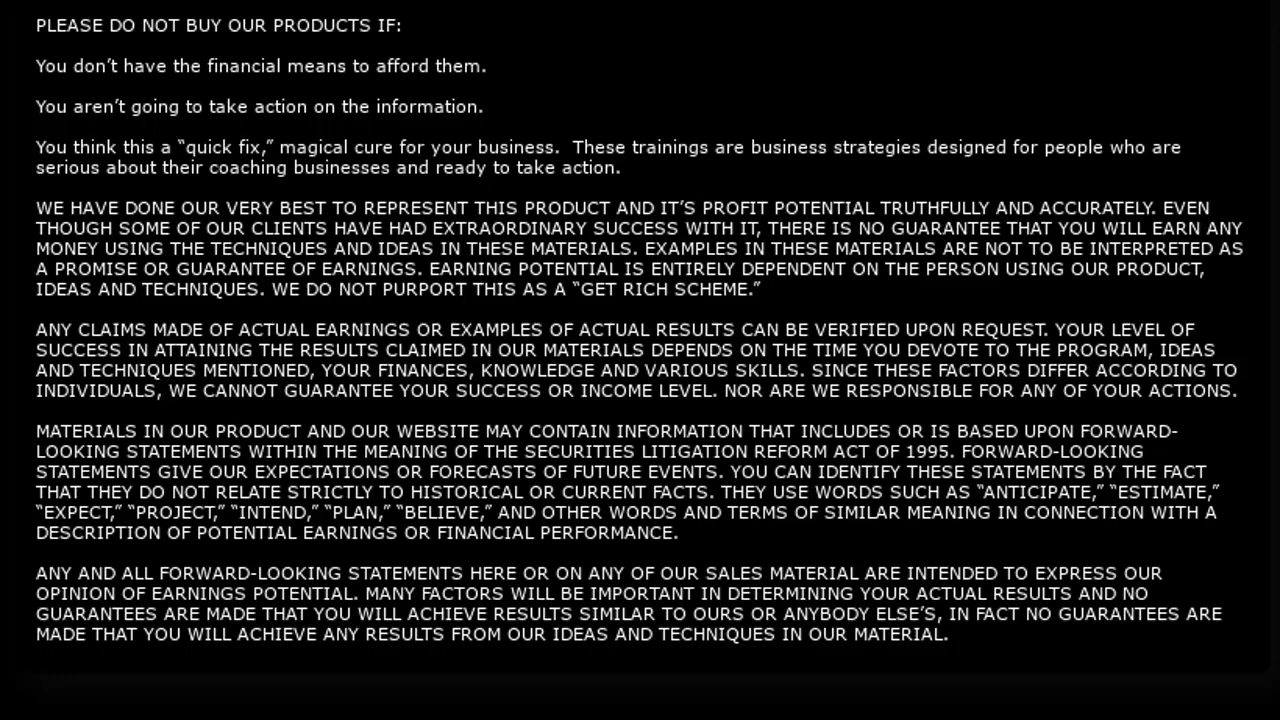 PLEASE DO NOT BUY OUR PRODUCTS IF:
You don’t have the financial means to afford them.
You aren’t going to take action on the information.
You think this a “quick fix,” magical cure for your business.  These trainings are business strategies designed for people who are
serious about their coaching businesses and ready to take action.
WE HAVE DONE OUR VERY BEST TO REPRESENT THIS PRODUCT AND IT’S PROFIT POTENTIAL TRUTHFULLY AND ACCURATELY. EVEN
THOUGH SOME OF OUR CLIENTS HAVE HAD EXTRAORDINARY SUCCESS WITH IT, THERE IS NO GUARANTEE THAT YOU WILL EARN ANY
MONEY USING THE TECHNIQUES AND IDEAS IN THESE MATERIALS. EXAMPLES IN THESE MATERIALS ARE NOT TO BE INTERPRETED AS
A PROMISE OR GUARANTEE OF EARNINGS. EARNING POTENTIAL IS ENTIRELY DEPENDENT ON THE PERSON USING OUR PRODUCT,
IDEAS AND TECHNIQUES. WE DO NOT PURPORT THIS AS A “GET RICH SCHEME.”
ANY CLAIMS MADE OF ACTUAL EARNINGS OR EXAMPLES OF ACTUAL RESULTS CAN BE VERIFIED UPON REQUEST. YOUR LEVEL OF
SUCCESS IN ATTAINING THE RESULTS CLAIMED IN OUR MATERIALS DEPENDS ON THE TIME YOU DEVOTE TO THE PROGRAM, IDEAS
AND TECHNIQUES MENTIONED, YOUR FINANCES, KNOWLEDGE AND VARIOUS SKILLS. SINCE THESE FACTORS DIFFER ACCORDING TO
INDIVIDUALS, WE CANNOT GUARANTEE YOUR SUCCESS OR INCOME LEVEL. NOR ARE WE RESPONSIBLE FOR ANY OF YOUR ACTIONS.
MATERIALS IN OUR PRODUCT AND OUR WEBSITE MAY CONTAIN INFORMATION THAT INCLUDES OR IS BASED UPON FORWARD-
LOOKING STATEMENTS WITHIN THE MEANING OF THE SECURITIES LITIGATION REFORM ACT OF 1995. FORWARD-LOOKING
STATEMENTS GIVE OUR EXPECTATIONS OR FORECASTS OF FUTURE EVENTS. YOU CAN IDENTIFY THESE STATEMENTS BY THE FACT
THAT THEY DO NOT RELATE STRICTLY TO HISTORICAL OR CURRENT FACTS. THEY USE WORDS SUCH AS “ANTICIPATE,” “ESTIMATE,”
“EXPECT,” “PROJECT,” “INTEND,” “PLAN,” “BELIEVE,” AND OTHER WORDS AND TERMS OF SIMILAR MEANING IN CONNECTION WITH A
DESCRIPTION OF POTENTIAL EARNINGS OR FINANCIAL PERFORMANCE.
ANY AND ALL FORWARD-LOOKING STATEMENTS HERE OR ON ANY OF OUR SALES MATERIAL ARE INTENDED TO EXPRESS OUR
OPINION OF EARNINGS POTENTIAL. MANY FACTORS WILL BE IMPORTANT IN DETERMINING YOUR ACTUAL RESULTS AND NO
GUARANTEES ARE MADE THAT YOU WILL ACHIEVE RESULTS SIMILAR TO OURS OR ANYBODY ELSE’S, IN FACT NO GUARANTEES ARE
MADE THAT YOU WILL ACHIEVE ANY RESULTS FROM OUR IDEAS AND TECHNIQUES IN OUR MATERIAL.